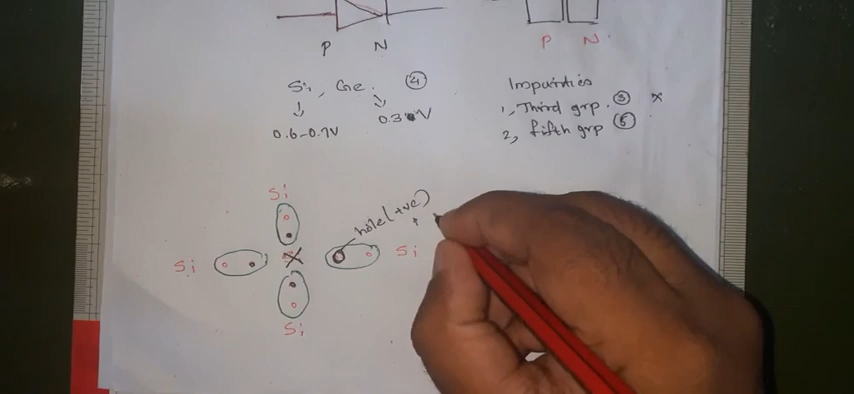 P N
P N
Si, Ge. ④
0.6-0.7V
0.3 V
Impurities
1, Third grp. ③ x
2, fifth grp ⑤
Si
hole (+ve)
Si X Si
Si